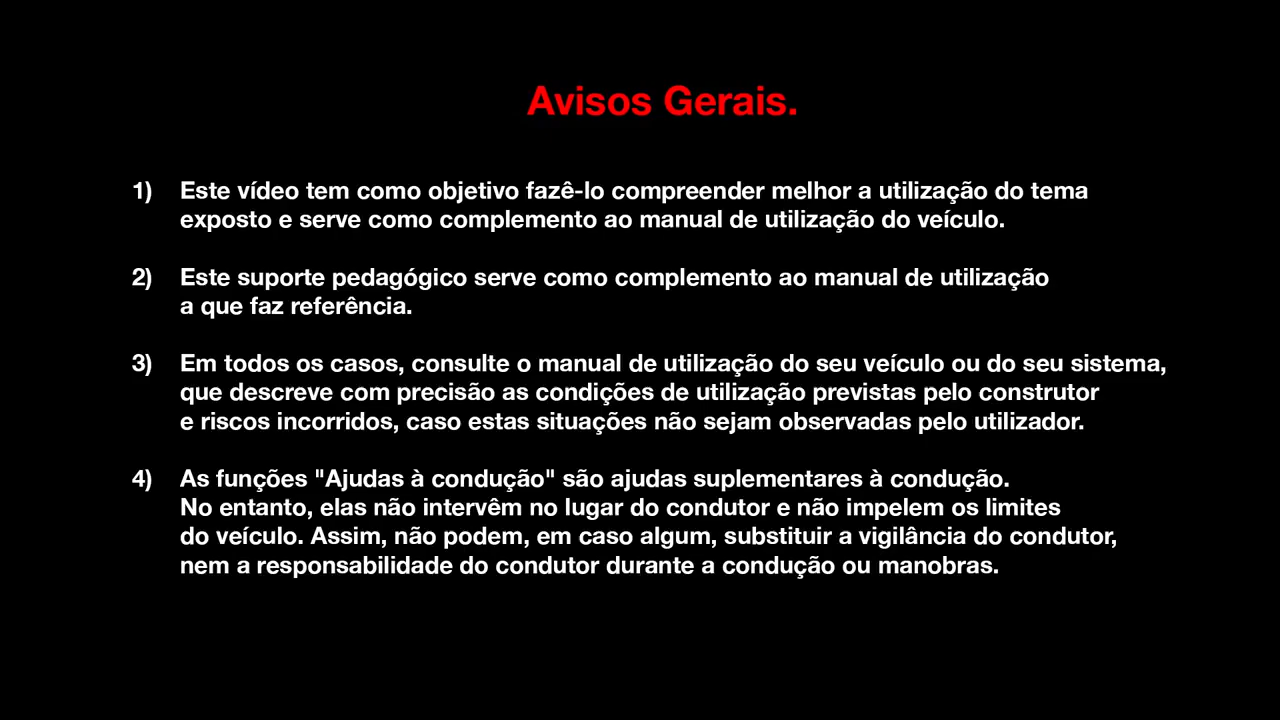 Avisos Gerais.
1) Este vídeo tem como objetivo fazê-lo compreender melhor a utilização do tema
exposto e serve como complemento ao manual de utilização do veículo.
2) Este suporte pedagógico serve como complemento ao manual de utilização
a que faz referência.
3) Em todos os casos, consulte o manual de utilização do seu veículo ou do seu sistema,
que descreve com precisão as condições de utilização previstas pelo construtor
e riscos incorridos, caso estas situações não sejam observadas pelo utilizador.
4) As funções "Ajudas à condução" são ajudas suplementares à condução.
No entanto, elas não intervêm no lugar do condutor e não impelem os limites
do veículo. Assim, não podem, em caso algum, substituir a vigilância do condutor,
nem a responsabilidade do condutor durante a condução ou manobras.